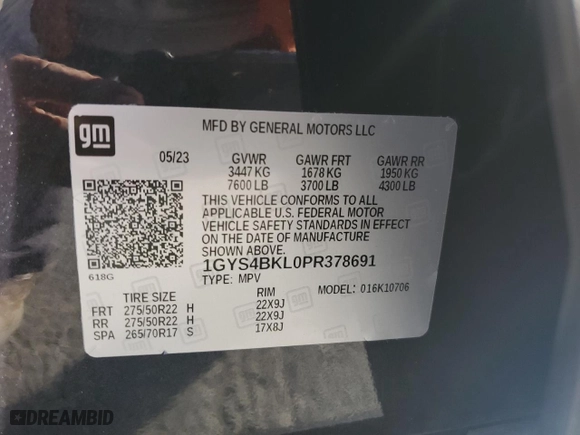 gm
MFD BY GENERAL MOTORS LLC
05/23 GVWR GAWR FRT GAWR RR
3447 KG 1678 KG 1950 KG
7600 LB 3700 LB 4300 LB
THIS VEHICLE CONFORMS TO ALL
APPLICABLE U.S. FEDERAL MOTOR
VEHICLE SAFETY STANDARDS IN EFFECT
ON THE DATE OF MANUFACTURE
SHOWN ABOVE.
618G
1GYS4BKL0PR378691
TYPE: MPV MODEL: 016K10706
TIRE SIZE RIM
FRT 275/50R22 H 22X9J
RR 275/50R22 H 22X9J
SPA 265/70R17 S 17X8J
DREAMBID